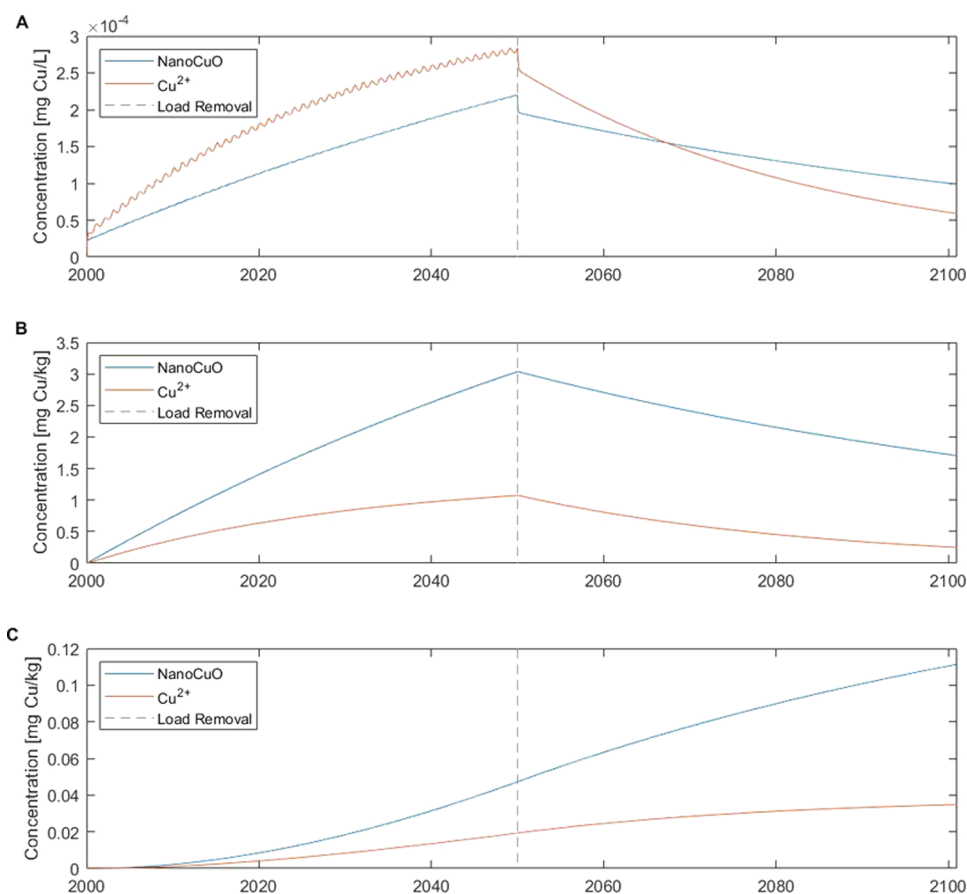 A
×10⁻⁴
Concentration [mg Cu/L]
3
2.5
2
1.5
1
0.5
0
NanoCuO
Cu²⁺
Load Removal
2000 2020 2040 2060 2080 2100
B
Concentration [mg Cu/kg]
3.5
3
2.5
2
1.5
1
0.5
0
NanoCuO
Cu²⁺
Load Removal
2000 2020 2040 2060 2080 2100
C
Concentration [mg Cu/kg]
0.12
0.1
0.08
0.06
0.04
0.02
0
NanoCuO
Cu²⁺
Load Removal
2000 2020 2040 2060 2080 2100